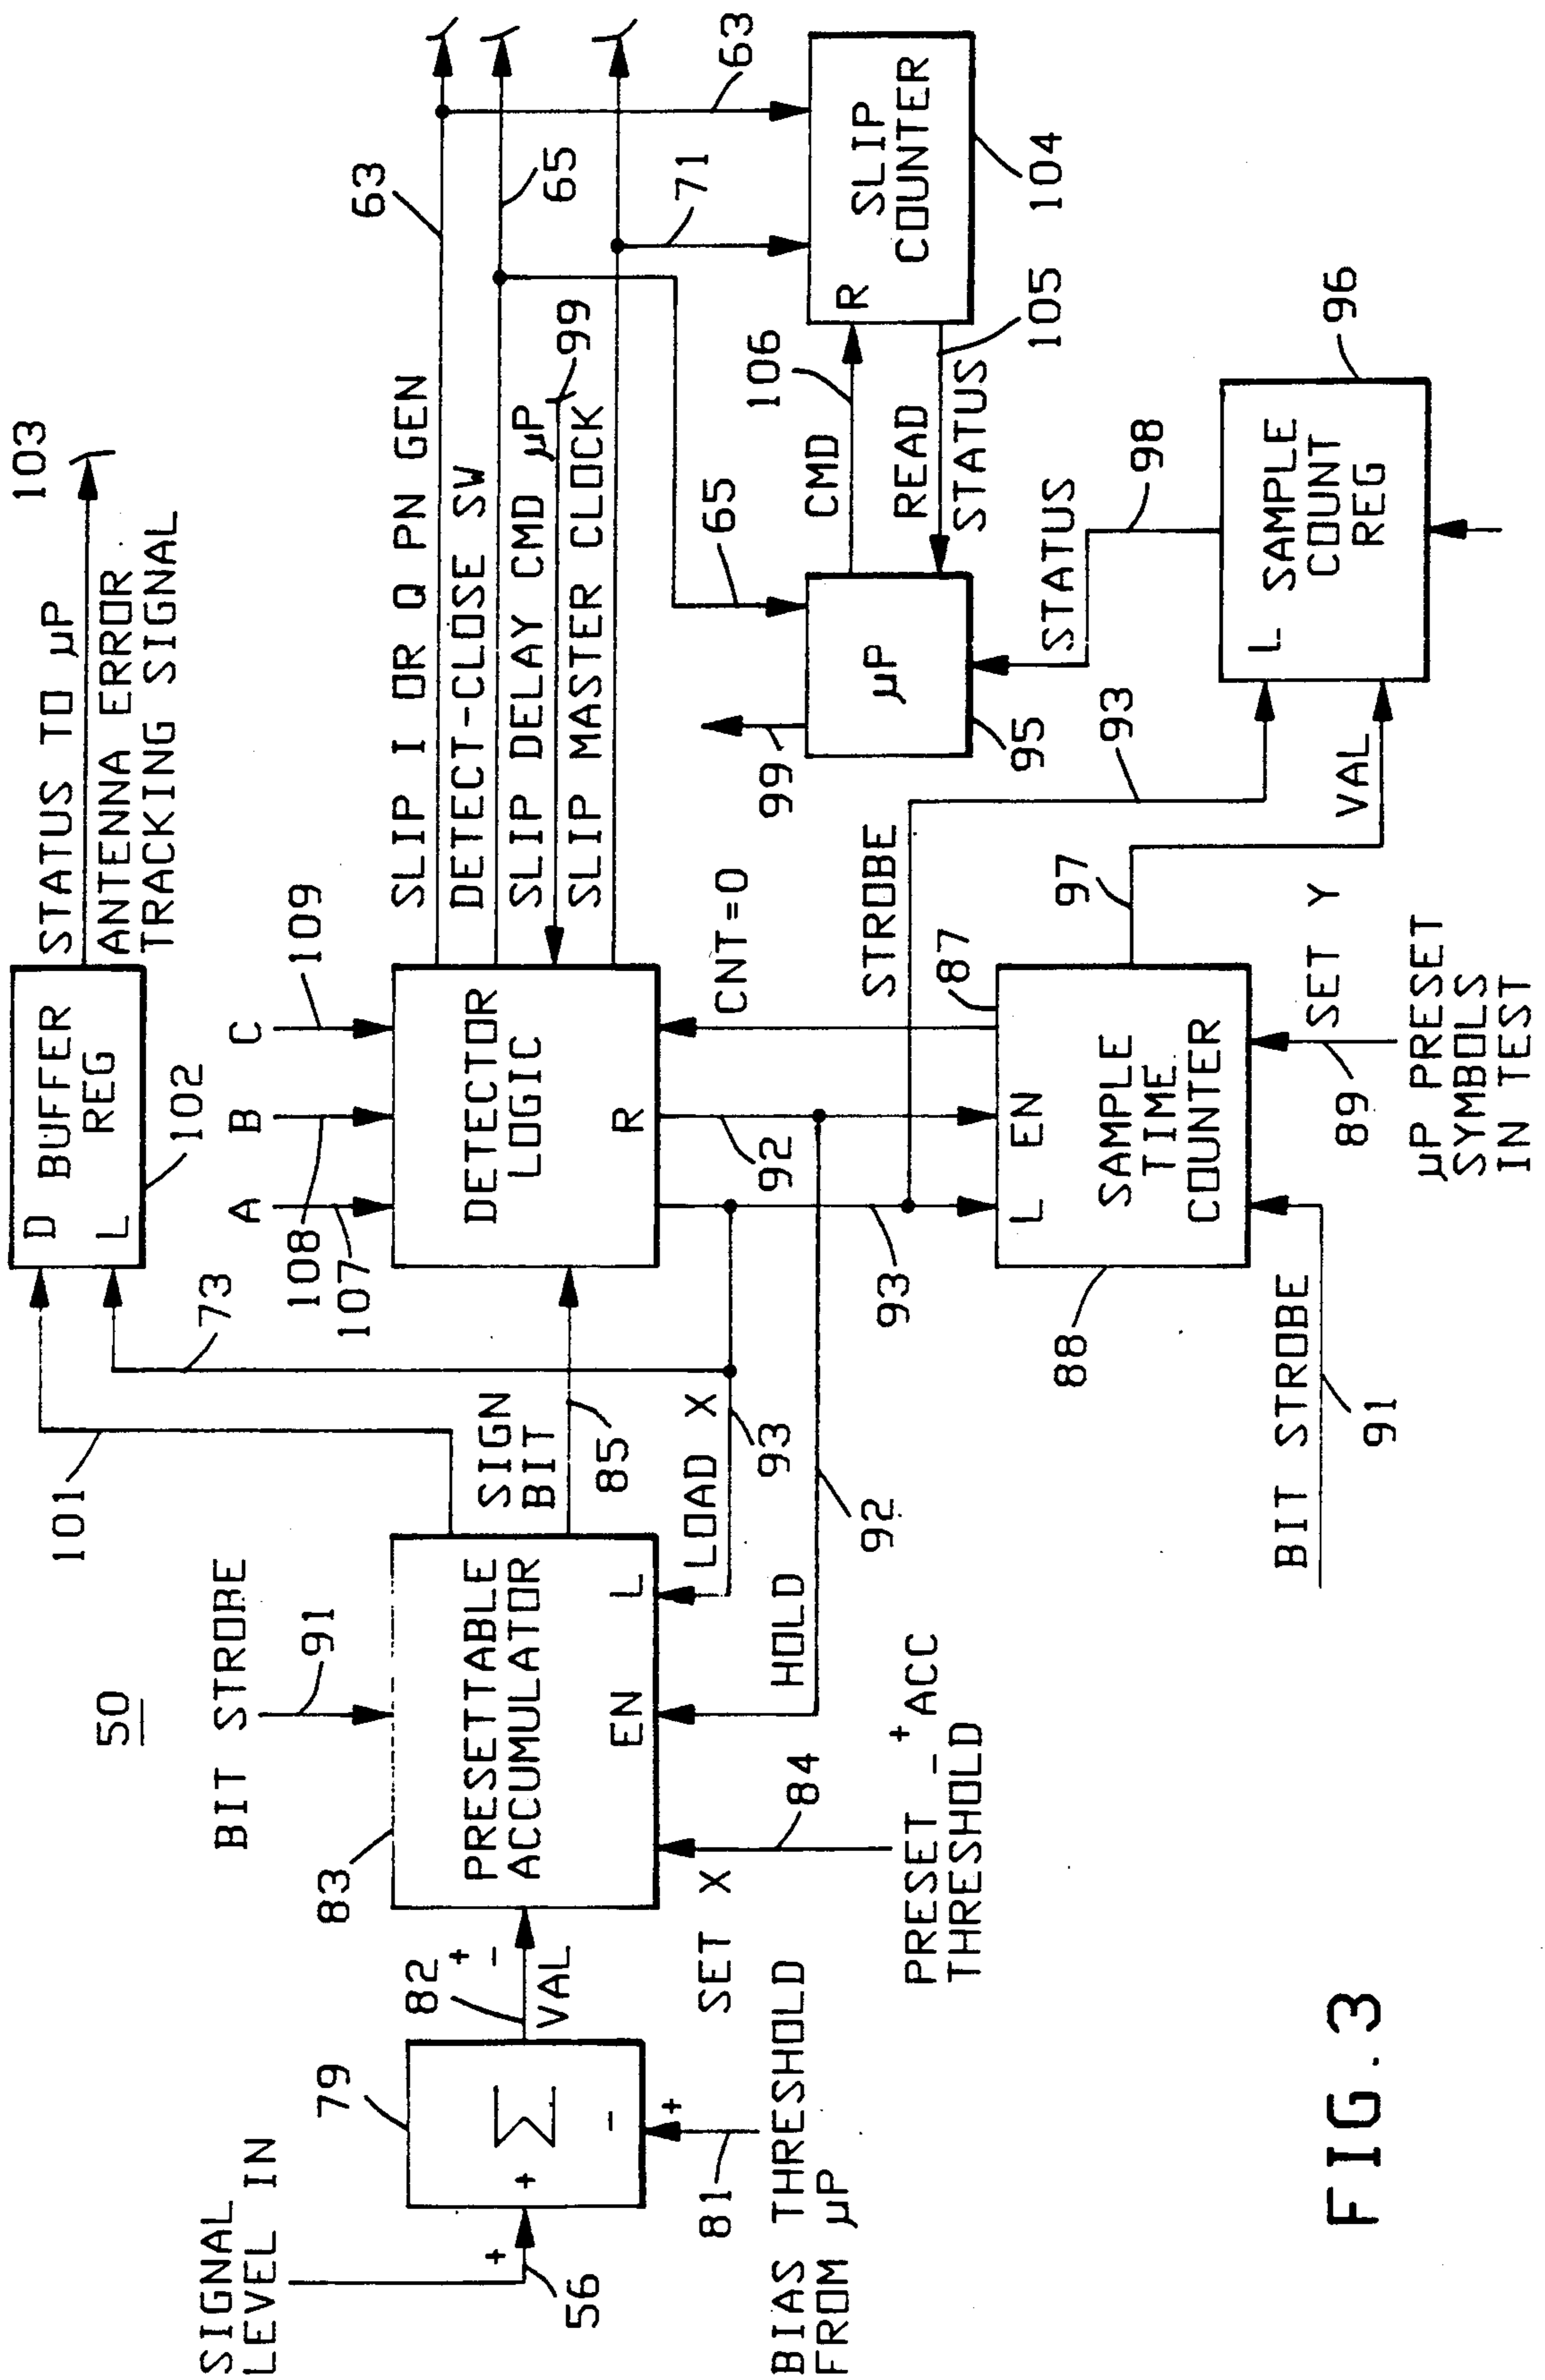 SIGNAL
LEVEL IN
+
56
79
+
Σ
-
+
81
BIAS THRESHOLD
FROM µP
82
+
-
VAL
50
BIT STROBE
91
83
PRESETTABLE
ACCUMULATOR
EN
L
SET X
84
PRESET -+ACC
THRESHOLD
101
SIGN
BIT
85
LOAD X
93
HOLD
92
73
D BUFFER
L REG
102
STATUS TO µP
ANTENNA ERROR
TRACKING SIGNAL
103
A
B
C
107
108
109
DETECTOR
LOGIC
R
92
93
CNT=0
STROBE
87
L EN
SAMPLE
TIME
COUNTER
88
BIT STROBE
91
89
SET Y
µP PRESET
SYMBOLS
IN TEST
97
VAL
93
SLIP I OR Q PN GEN
DETECT-CLOSE SW
SLIP DELAY CMD µP
SLIP MASTER CLOCK
63
65
99
71
63
65
99
µP
95
CMD
106
READ
STATUS
105
R
SLIP
COUNTER
104
STATUS
98
L SAMPLE
COUNT
REG
96
FIG. 3